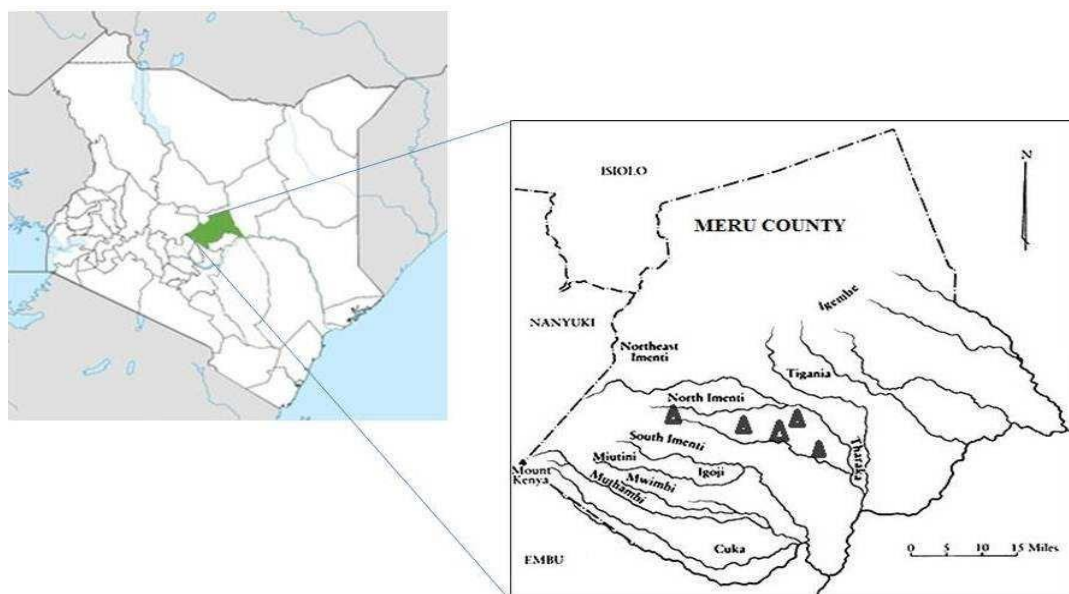 N
ISIOLO
MERU COUNTY
Igembe
NANYUKI
Northeast
Imenti
Tigania
North Imenti
South Imenti
Tharaka
Miutini
Igoji
Mount
Kenya
Mwimbi
Muthambi
Cuka
EMBU
0 5 10 15 Miles